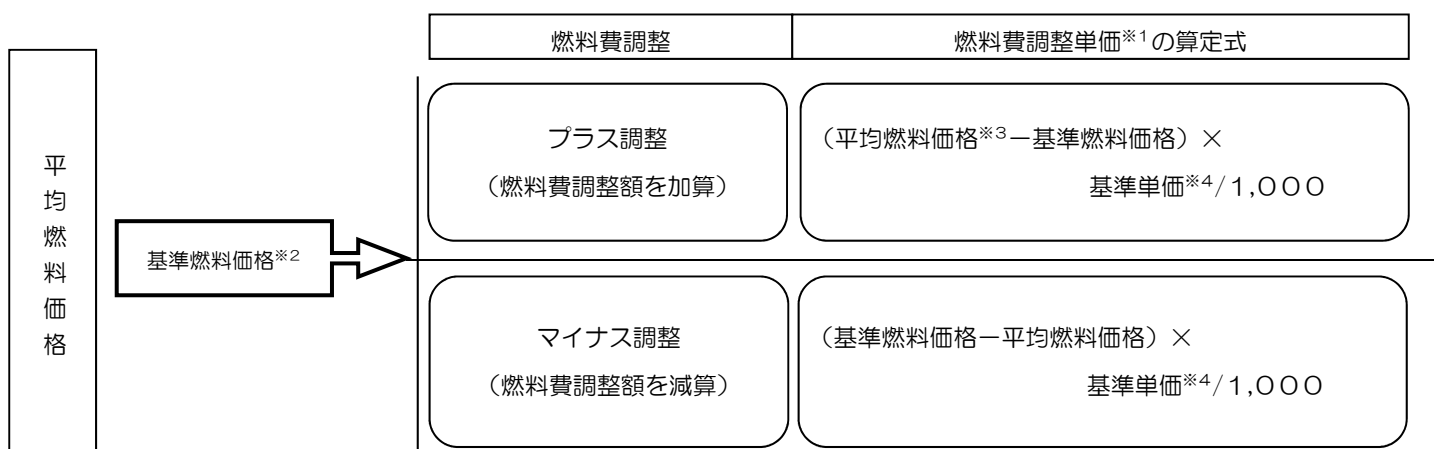 燃料費調整
燃料費調整単価※1の算定式
平均燃料価格
基準燃料価格※2
プラス調整
（燃料費調整額を加算）
（平均燃料価格※3－基準燃料価格）×
基準単価※4/1,000
マイナス調整
（燃料費調整額を減算）
（基準燃料価格－平均燃料価格）×
基準単価※4/1,000